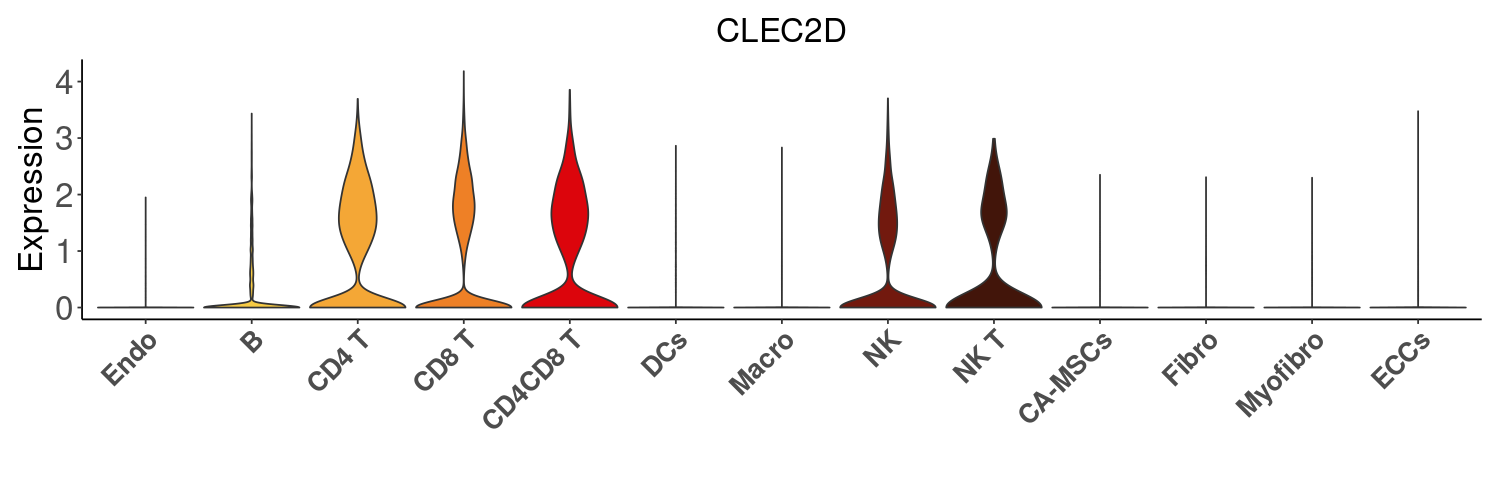 CLEC2D
Expression
4
3
2
1
0
Endo
B
CD4 T
CD8 T
CD4CD8 T
DCs
Macro
NK
NK T
CA-MSCs
Fibro
Myofibro
ECCs